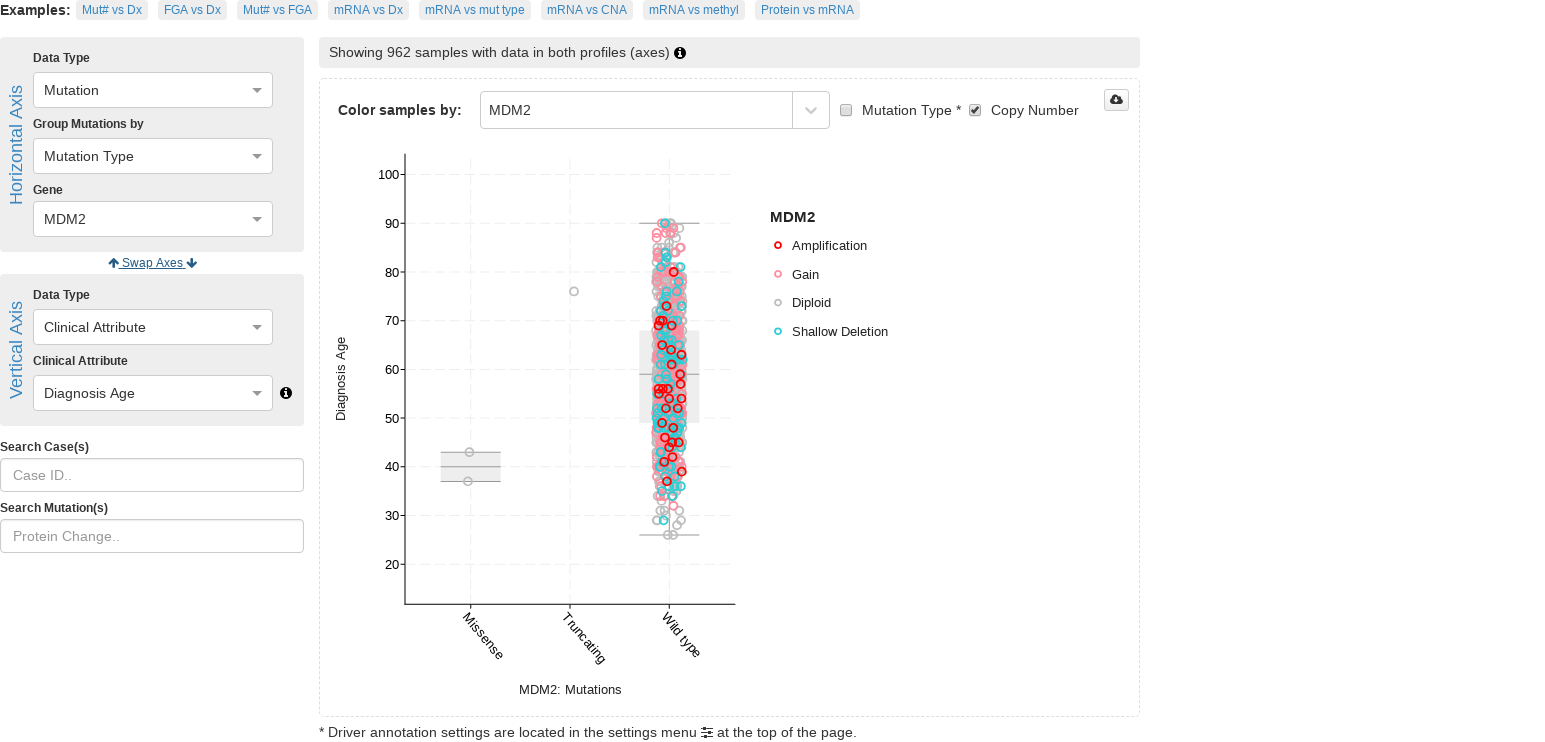 Examples: Mut# vs Dx FGA vs Dx Mut# vs FGA mRNA vs Dx mRNA vs mut type mRNA vs CNA mRNA vs methyl Protein vs mRNA
Horizontal Axis
Data Type
Mutation
Group Mutations by
Mutation Type
Gene
MDM2
Swap Axes
Vertical Axis
Data Type
Clinical Attribute
Clinical Attribute
Diagnosis Age
Search Case(s)
Case ID..
Search Mutation(s)
Protein Change..
Showing 962 samples with data in both profiles (axes)
Color samples by: MDM2 Mutation Type * Copy Number
Diagnosis Age
100
90
80
70
60
50
40
30
20
Missense
Truncating
Wild type
MDM2: Mutations
MDM2
Amplification
Gain
Diploid
Shallow Deletion
* Driver annotation settings are located in the settings menu at the top of the page.